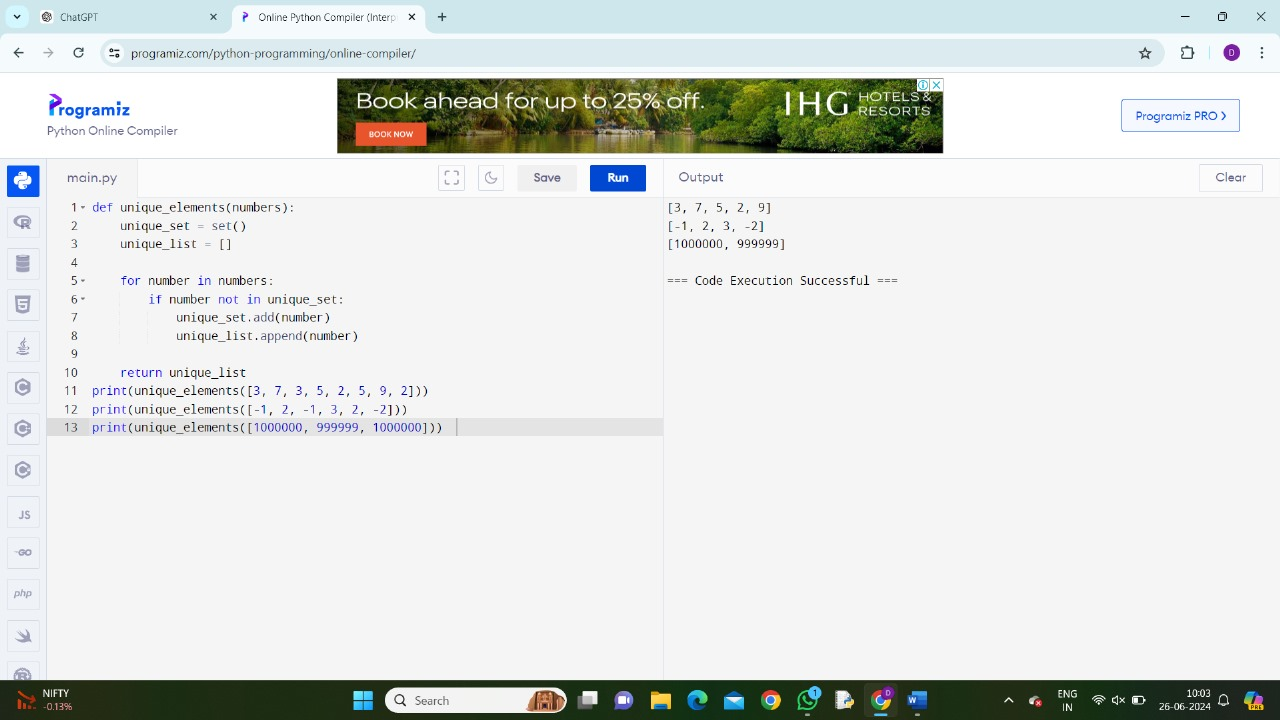 ChatGPT
Online Python Compiler (Interp
programiz.com/python-programming/online-compiler/
D
Programiz
Python Online Compiler
Book ahead for up to 25% off.
BOOK NOW
IHG HOTELS & RESORTS
Programiz PRO
main.py
Save
Run
Output
Clear
1 def unique_elements(numbers):
2 unique_set = set()
3 unique_list = []
4
5 for number in numbers:
6 if number not in unique_set:
7 unique_set.add(number)
8 unique_list.append(number)
9
10 return unique_list
11 print(unique_elements([3, 7, 3, 5, 2, 5, 9, 2]))
12 print(unique_elements([-1, 2, -1, 3, 2, -2]))
13 print(unique_elements([1000000, 999999, 1000000]))
[3, 7, 5, 2, 9]
[-1, 2, 3, -2]
[1000000, 999999]
=== Code Execution Successful ===
JS
GO
php
NIFTY
-0.13%
Search
1
D
ENG
IN
10:03
26-06-2024